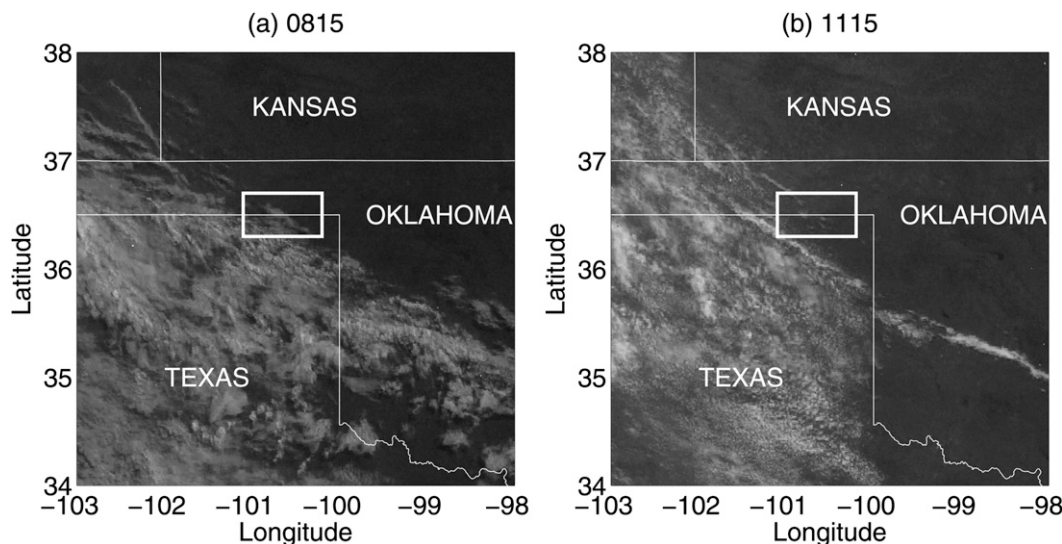 (a) 0815
(b) 1115
38
37
36
35
34
Latitude
KANSAS
OKLAHOMA
TEXAS
−103 −102 −101 −100 −99 −98
Longitude
38
37
36
35
34
Latitude
KANSAS
OKLAHOMA
TEXAS
−103 −102 −101 −100 −99 −98
Longitude